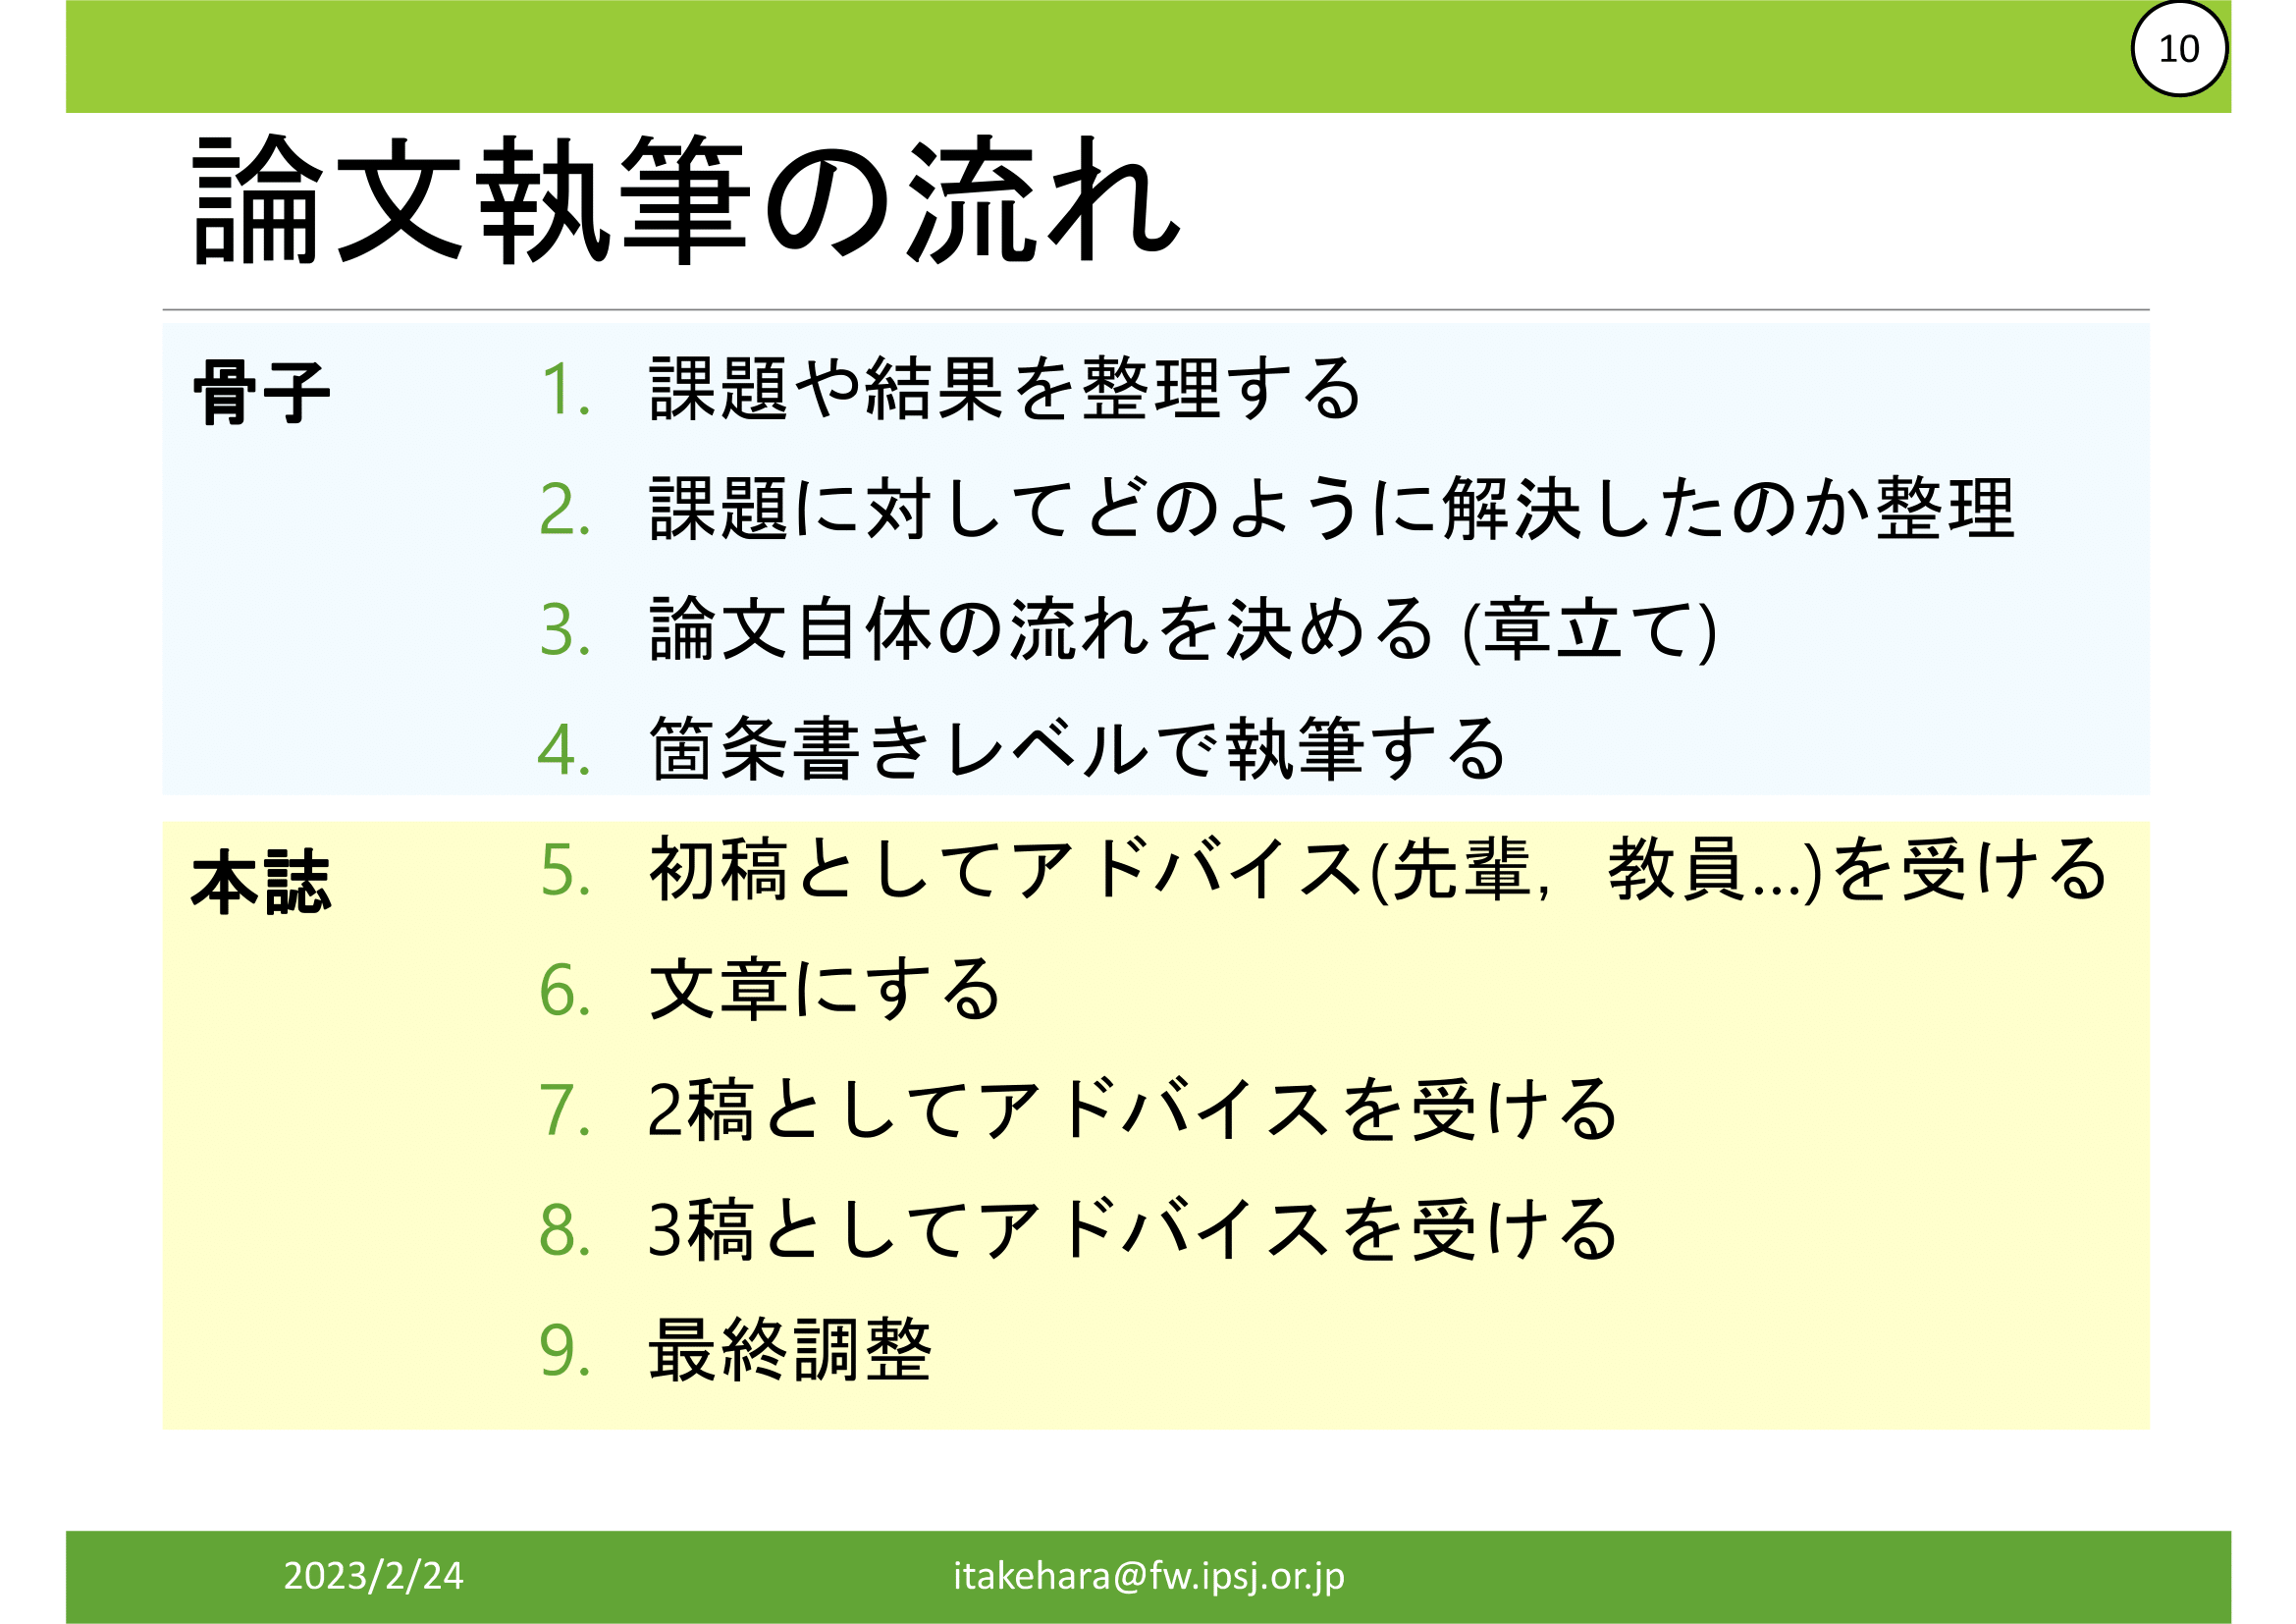 10
論文執筆の流れ
骨子
1. 課題や結果を整理する
2. 課題に対してどのように解決したのか整理
3. 論文自体の流れを決める (章立て)
4. 箇条書きレベルで執筆する
本誌
5. 初稿としてアドバイス(先輩, 教員…)を受ける
6. 文章にする
7. 2稿としてアドバイスを受ける
8. 3稿としてアドバイスを受ける
9. 最終調整
2023/2/24
itakehara@fw.ipsj.or.jp